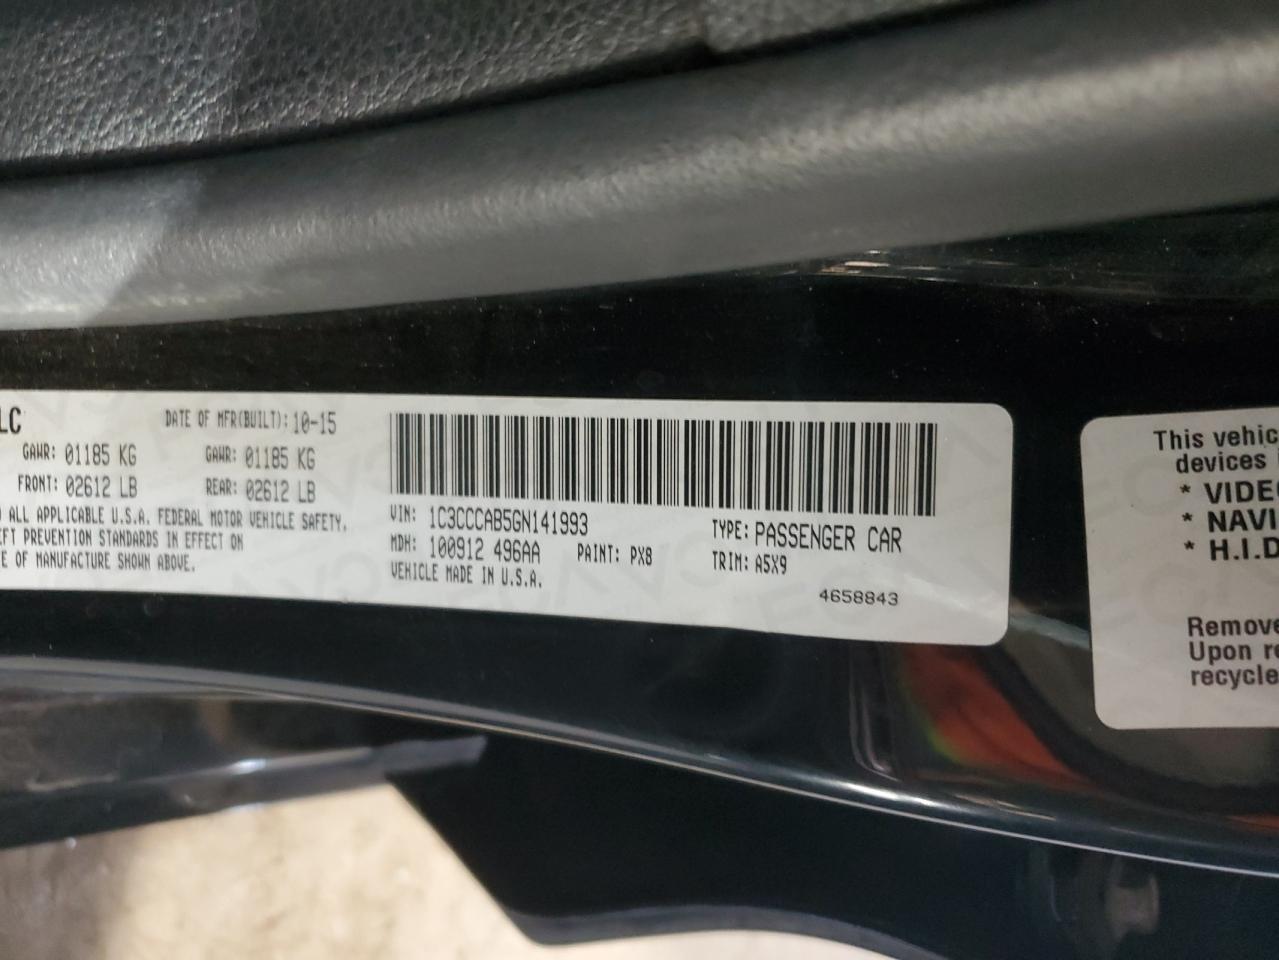 LC
DATE OF MFR(BUILT): 10-15
GAWR: 01185 KG GAWR: 01185 KG
FRONT: 02612 LB REAR: 02612 LB
ALL APPLICABLE U.S.A. FEDERAL MOTOR VEHICLE SAFETY,
EFT PREVENTION STANDARDS IN EFFECT ON
TE OF MANUFACTURE SHOWN ABOVE.
VIN: 1C3CCCAB5GN141993 TYPE: PASSENGER CAR
MDH: 100912 496AA PAINT: PX8 TRIM: A5X9
VEHICLE MADE IN U.S.A.
4658843
This vehic
devices
* VIDE
* NAVI
* H.I.D
Remove
Upon re
recycle